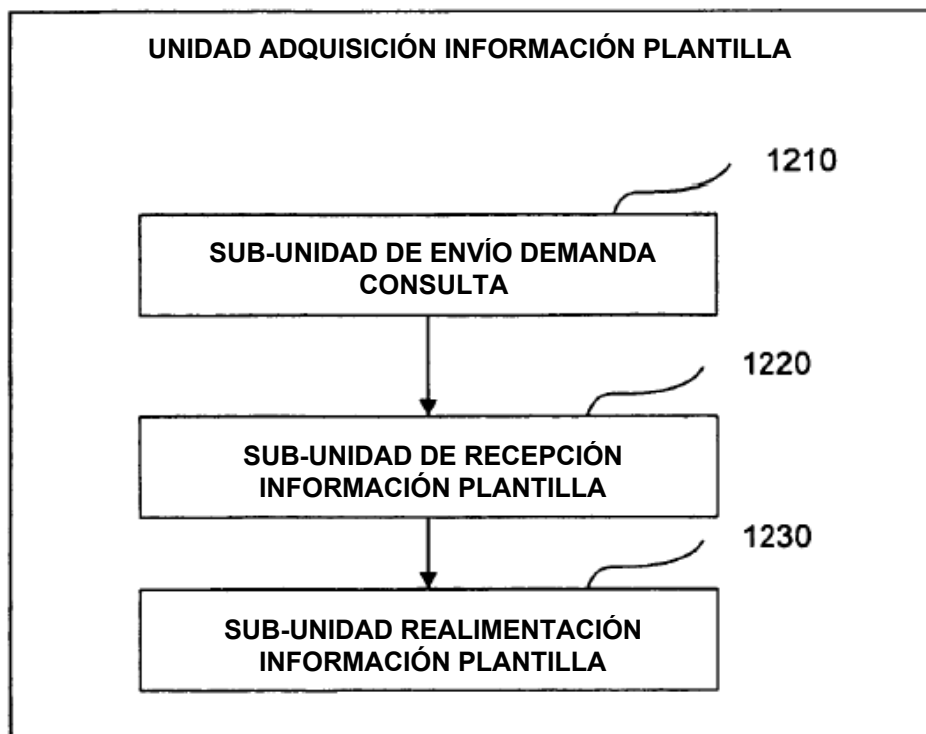 UNIDAD ADQUISICIÓN INFORMACIÓN PLANTILLA
1210
SUB-UNIDAD DE ENVÍO DEMANDA
CONSULTA
1220
SUB-UNIDAD DE RECEPCIÓN
INFORMACIÓN PLANTILLA
1230
SUB-UNIDAD REALIMENTACIÓN
INFORMACIÓN PLANTILLA